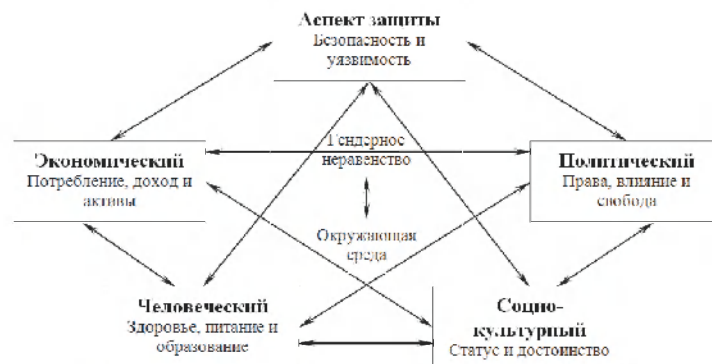 Аспект защиты
Безопасность и
уязвимость
Гендерное
неравенство
Экономический
Потребление, доход и
активы
Политический
Права, влияние и
свобода
Окружающая
среда
Человеческий
Здоровье, питание и
образование
Социо-
культурный
Статус и достоинство